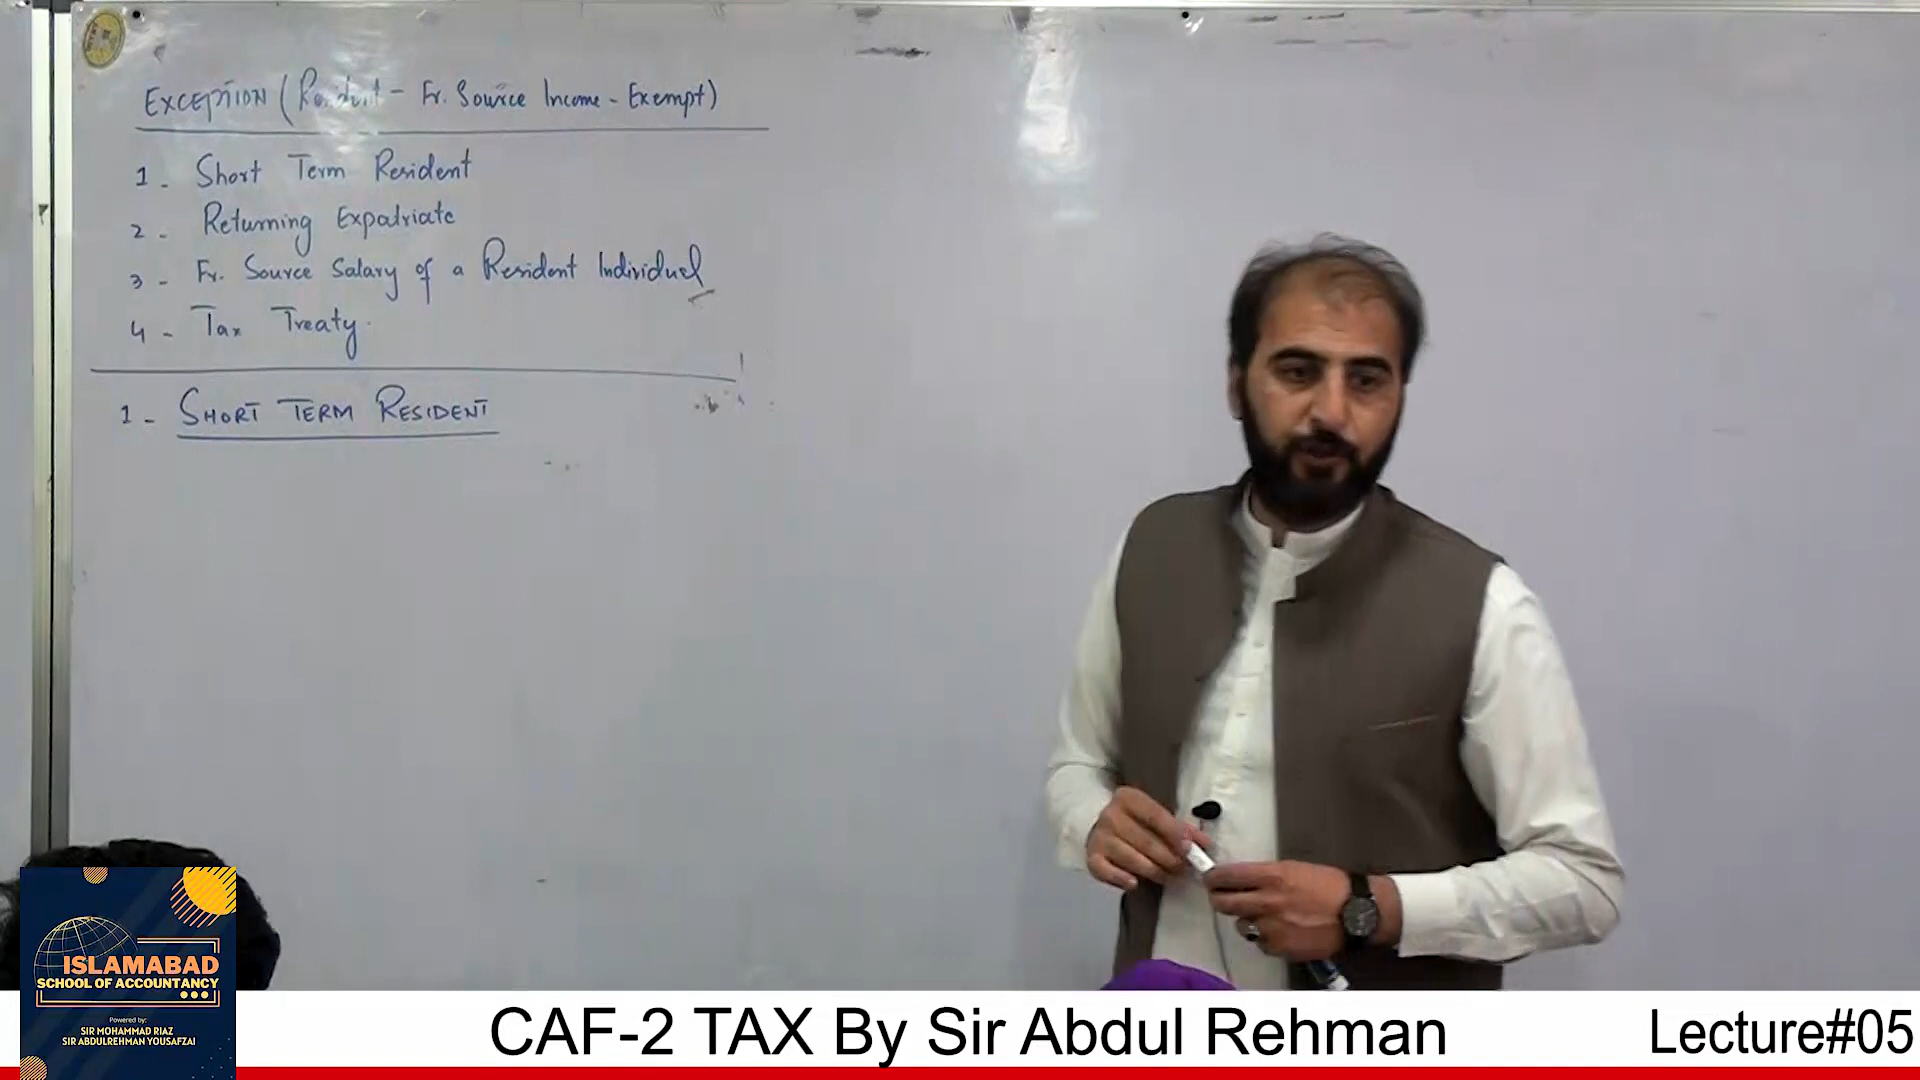 EXCEPTION (Resident - Fr. Source Income - Exempt)
1 - Short Term Resident
2 - Returning Expatriate
3 - Fr. Source Salary of a Resident Individual
4 - Tax Treaty.
1 - SHORT TERM RESIDENT
ISLAMABAD
SCHOOL OF ACCOUNTANCY
Powered by:
SIR MOHAMMAD RIAZ
SIR ABDULREHMAN YOUSAFZAI
CAF-2 TAX By Sir Abdul Rehman
Lecture#05